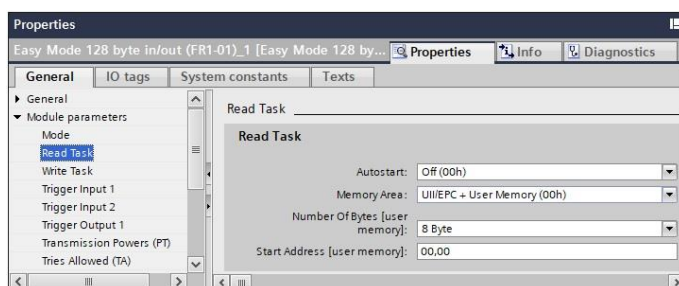 Properties
Easy Mode 128 byte in/out (FR1-01)_1 [Easy Mode 128 by...
Properties
Info
Diagnostics
General
IO tags
System constants
Texts
General
Module parameters
Mode
Read Task
Write Task
Trigger Input 1
Trigger Input 2
Trigger Output 1
Transmission Powers (PT)
Tries Allowed (TA)
Read Task
Read Task
Autostart: Off (00h)
Memory Area: UII/EPC + User Memory (00h)
Number Of Bytes [user
memory]: 8 Byte
Start Address [user memory]: 00,00